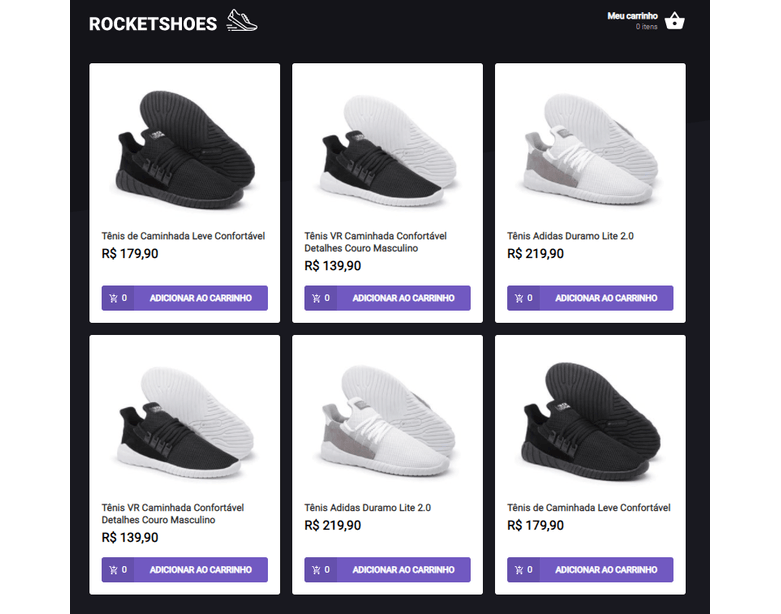 ROCKETSHOES
Meu carrinho
0 itens
Tênis de Caminhada Leve Confortável
R$ 179,90
0 ADICIONAR AO CARRINHO
Tênis VR Caminhada Confortável
Detalhes Couro Masculino
R$ 139,90
0 ADICIONAR AO CARRINHO
Tênis Adidas Duramo Lite 2.0
R$ 219,90
0 ADICIONAR AO CARRINHO
Tênis VR Caminhada Confortável
Detalhes Couro Masculino
R$ 139,90
0 ADICIONAR AO CARRINHO
Tênis Adidas Duramo Lite 2.0
R$ 219,90
0 ADICIONAR AO CARRINHO
Tênis de Caminhada Leve Confortável
R$ 179,90
0 ADICIONAR AO CARRINHO